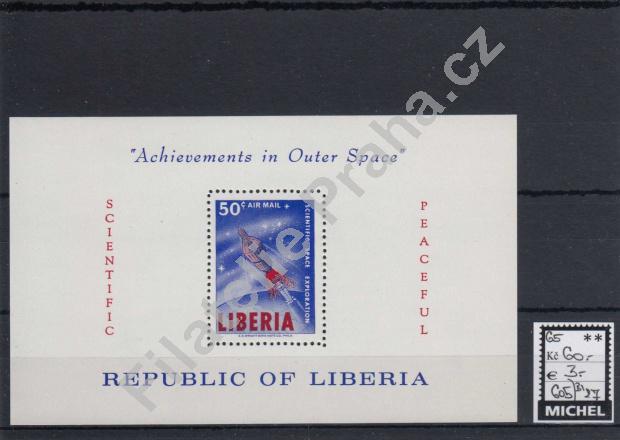 "Achievements in Outer Space"
SCIENTIFIC
PEACEFUL
50¢ AIR MAIL
SCIENTIFIC SPACE EXPLORATION
LIBERIA
REPUBLIC OF LIBERIA
Filatelie Praha.cz
65 **
Kč 60.-
€ 3.-
MICHEL